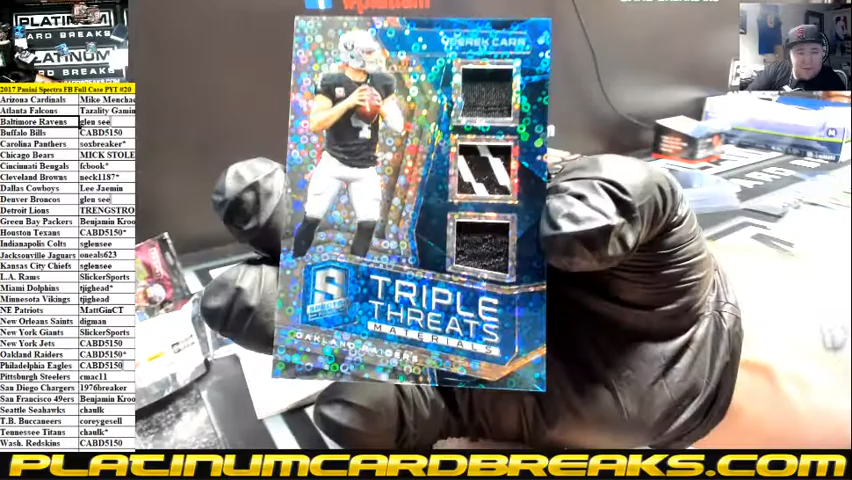 PLATINUM
CARD BREAKS
PLATINUM
2017 Panini Spectra FB Full Case PYT #20
Arizona Cardinals Mike Menchac
Atlanta Falcons Tazality Gamin
Baltimore Ravens glen see
Buffalo Bills CABD5150
Carolina Panthers soxbreaker*
Chicago Bears MICK STOLE
Cincinnati Bengals fcbook*
Cleveland Browns neck1187*
Dallas Cowboys Lee Jaemin
Denver Broncos glen see
Detroit Lions TRENGSTRO
Green Bay Packers Benjamin Kroo
Houston Texans CABD5150*
Indianapolis Colts sglensee
Jacksonville Jaguars oneals623
Kansas City Chiefs sglensee
L.A. Rams SlickerSports
Miami Dolphins tjighead*
Minnesota Vikings tjighead
NE Patriots MattGinCT
New Orleans Saints digman
New York Giants SlickerSports
New York Jets CABD5150
Oakland Raiders CABD5150*
Philadelphia Eagles CABD5150
Pittsburgh Steelers cmac11
San Diego Chargers 1976breaker
San Francisco 49ers Benjamin Kroo
Seattle Seahawks chaulk
T.B. Buccaneers coreygesell
Tennessee Titans chaulk*
Wash. Redskins CABD5150
DEREK CARR
4
S
SPECTRA
TRIPLE
THREATS
MATERIALS
OAKLAND RAIDERS
PLATINUMCARDBREAKS.COM